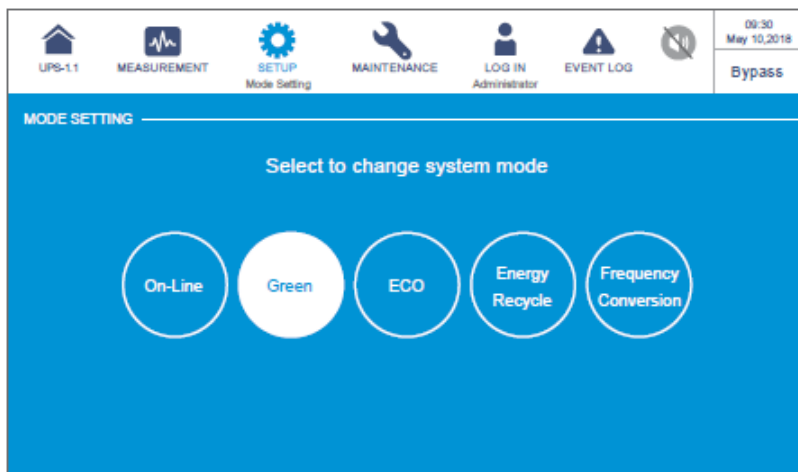 UPS-1.1
MEASUREMENT
SETUP
Mode Setting
MAINTENANCE
LOG IN
Administrator
EVENT LOG
09:30
May 10,2018
Bypass
MODE SETTING
Select to change system mode
On-Line
Green
ECO
Energy
Recycle
Frequency
Conversion